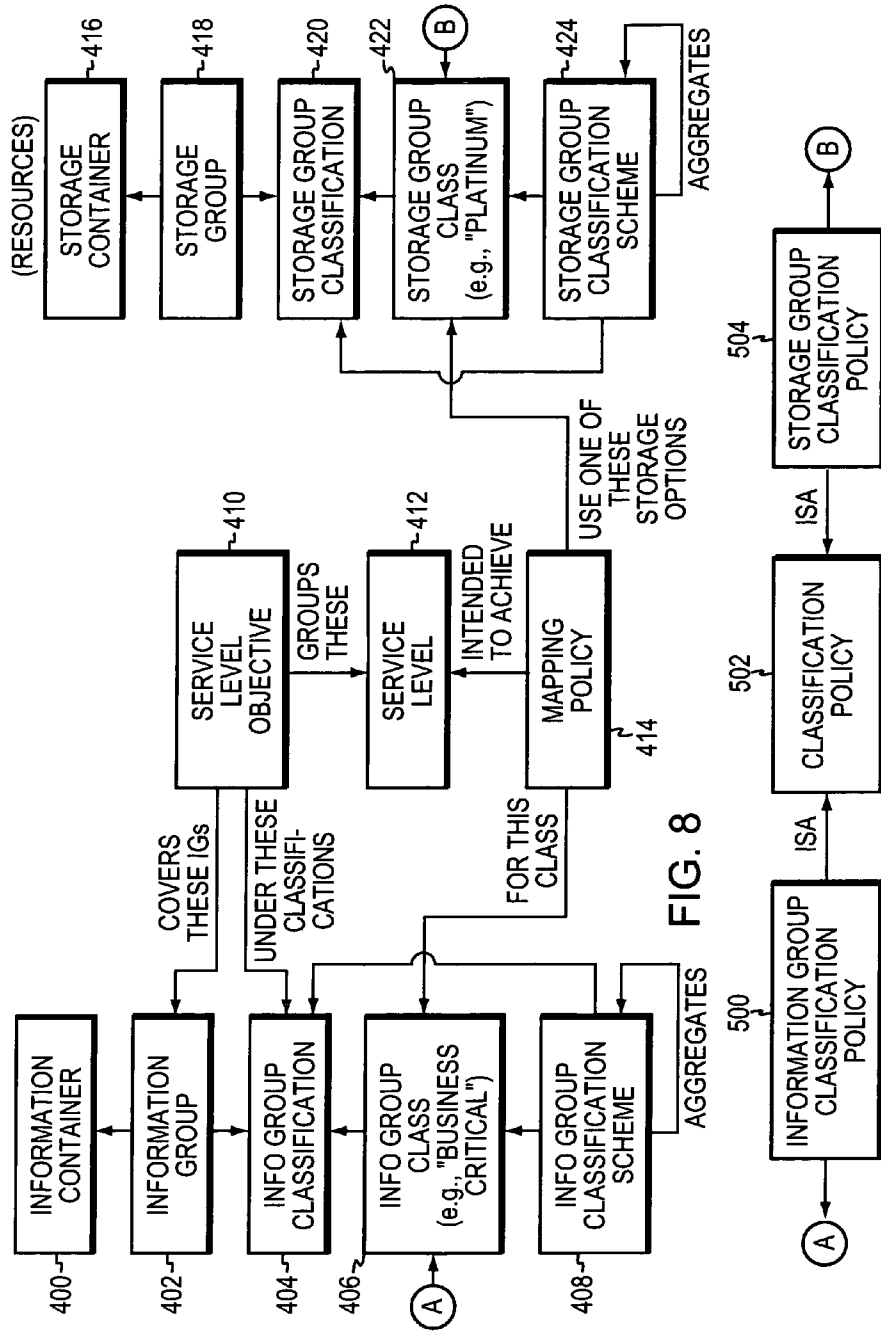 400
INFORMATION
CONTAINER
402
INFORMATION
GROUP
404
INFO GROUP
CLASSIFICATION
406
INFO GROUP
CLASS
(e.g., "BUSINESS
CRITICAL")
A
408
INFO GROUP
CLASSIFICATION
SCHEME
AGGREGATES
COVERS
THESE IGs
UNDER THESE
CLASSIFI-
CATIONS
FOR THIS
CLASS
410
SERVICE
LEVEL
OBJECTIVE
GROUPS
THESE
412
SERVICE
LEVEL
INTENDED
TO ACHIEVE
MAPPING
POLICY
414
USE ONE OF
THESE
STORAGE
OPTIONS
(RESOURCES)
STORAGE
CONTAINER
416
STORAGE
GROUP
418
STORAGE GROUP
CLASSIFICATION
420
STORAGE GROUP
CLASS
(e.g., "PLATINUM")
422
B
STORAGE GROUP
CLASSIFICATION
SCHEME
424
AGGREGATES
FIG. 8
A
500
INFORMATION GROUP
CLASSIFICATION
POLICY
ISA
502
CLASSIFICATION
POLICY
ISA
504
STORAGE GROUP
CLASSIFICATION
POLICY
B